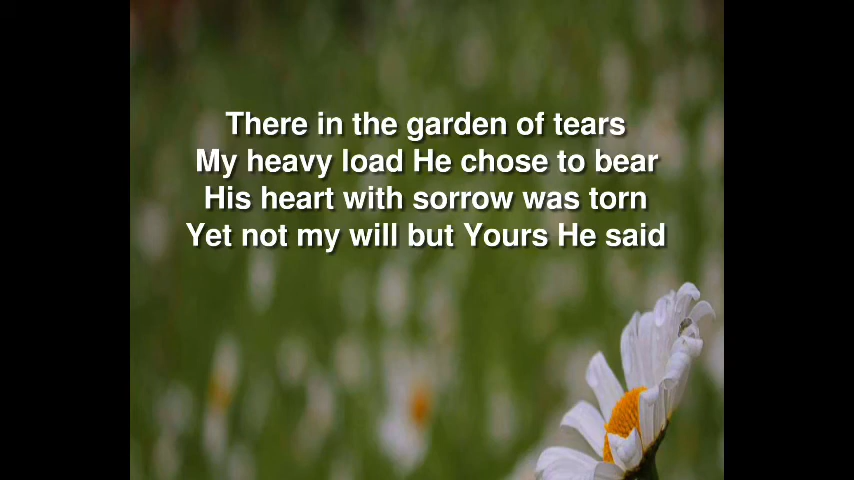 There in the garden of tears
My heavy load He chose to bear
His heart with sorrow was torn
Yet not my will but Yours He said